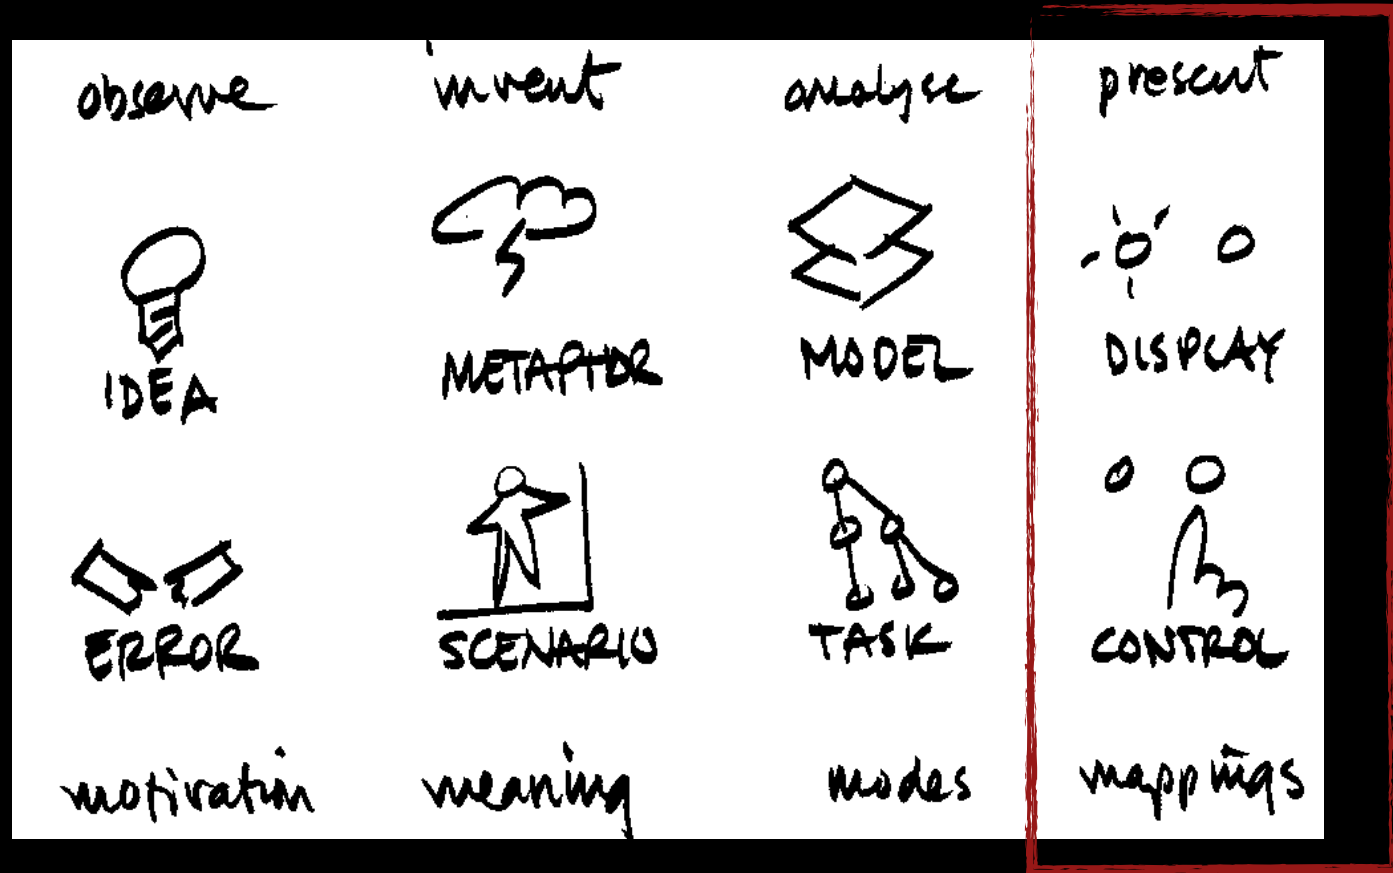 observe invent analyse present
IDEA METAPHOR MODEL DISPLAY
ERROR SCENARIO TASK CONTROL
motivation meaning modes mappings